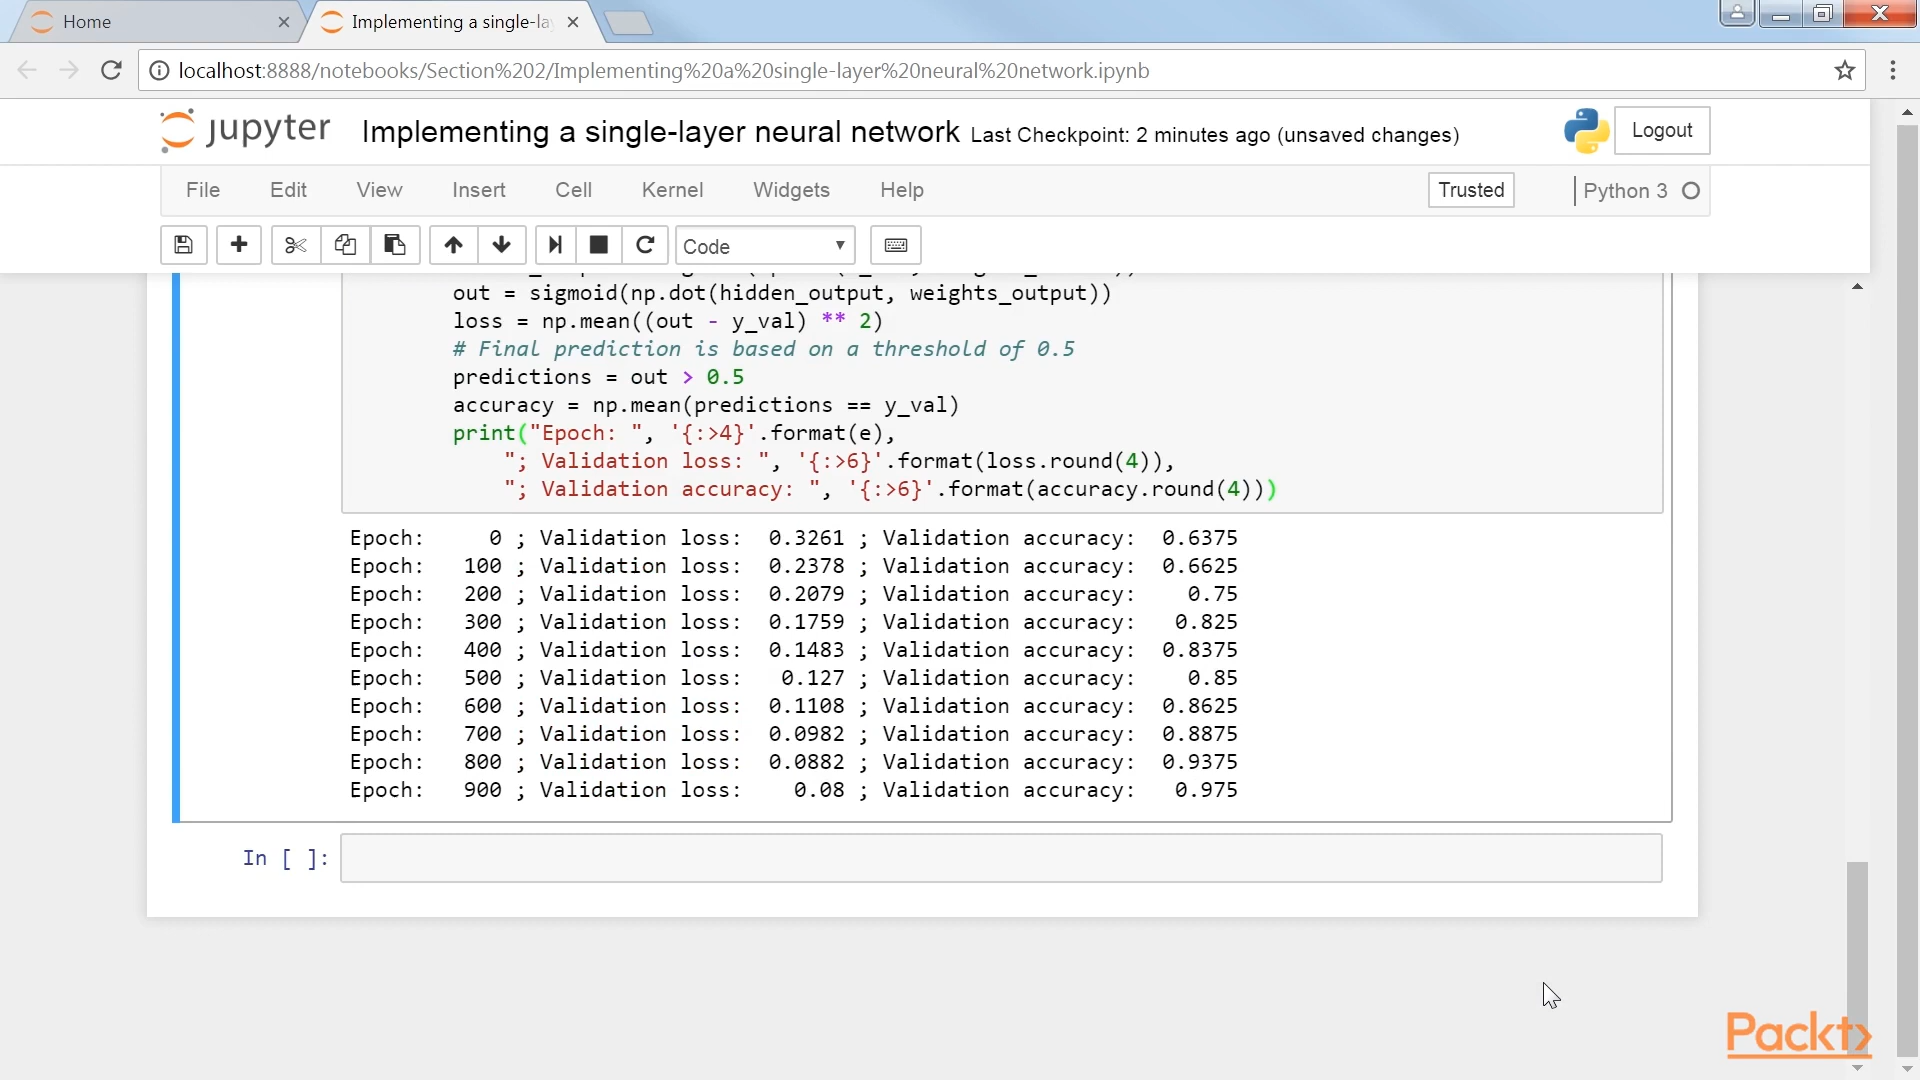 Home
Implementing a single-la
localhost:8888/notebooks/Section%202/Implementing%20a%20single-layer%20neural%20network.ipynb
jupyter Implementing a single-layer neural network Last Checkpoint: 2 minutes ago (unsaved changes)
Logout
File Edit View Insert Cell Kernel Widgets Help
Trusted
Python 3
Code
out = sigmoid(np.dot(hidden_output, weights_output))
loss = np.mean((out - y_val) ** 2)
# Final prediction is based on a threshold of 0.5
predictions = out > 0.5
accuracy = np.mean(predictions == y_val)
print("Epoch: ", '{:>4}'.format(e),
"; Validation loss: ", '{:>6}'.format(loss.round(4)),
"; Validation accuracy: ", '{:>6}'.format(accuracy.round(4)))
Epoch: 0 ; Validation loss: 0.3261 ; Validation accuracy: 0.6375
Epoch: 100 ; Validation loss: 0.2378 ; Validation accuracy: 0.6625
Epoch: 200 ; Validation loss: 0.2079 ; Validation accuracy: 0.75
Epoch: 300 ; Validation loss: 0.1759 ; Validation accuracy: 0.825
Epoch: 400 ; Validation loss: 0.1483 ; Validation accuracy: 0.8375
Epoch: 500 ; Validation loss: 0.127 ; Validation accuracy: 0.85
Epoch: 600 ; Validation loss: 0.1108 ; Validation accuracy: 0.8625
Epoch: 700 ; Validation loss: 0.0982 ; Validation accuracy: 0.8875
Epoch: 800 ; Validation loss: 0.0882 ; Validation accuracy: 0.9375
Epoch: 900 ; Validation loss: 0.08 ; Validation accuracy: 0.975
In [ ]:
Packt>